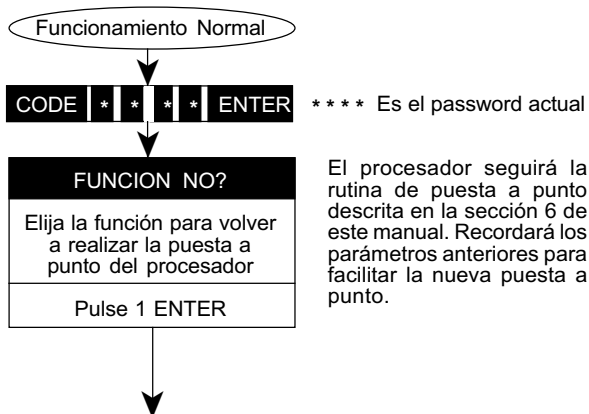 Funcionamiento Normal
CODE * * * * ENTER
* * * * Es el password actual
FUNCION NO?
Elija la función para volver
a realizar la puesta a
punto del procesador
Pulse 1 ENTER
El procesador seguirá la
rutina de puesta a punto
descrita en la sección 6 de
este manual. Recordará los
parámetros anteriores para
facilitar la nueva puesta a
punto.